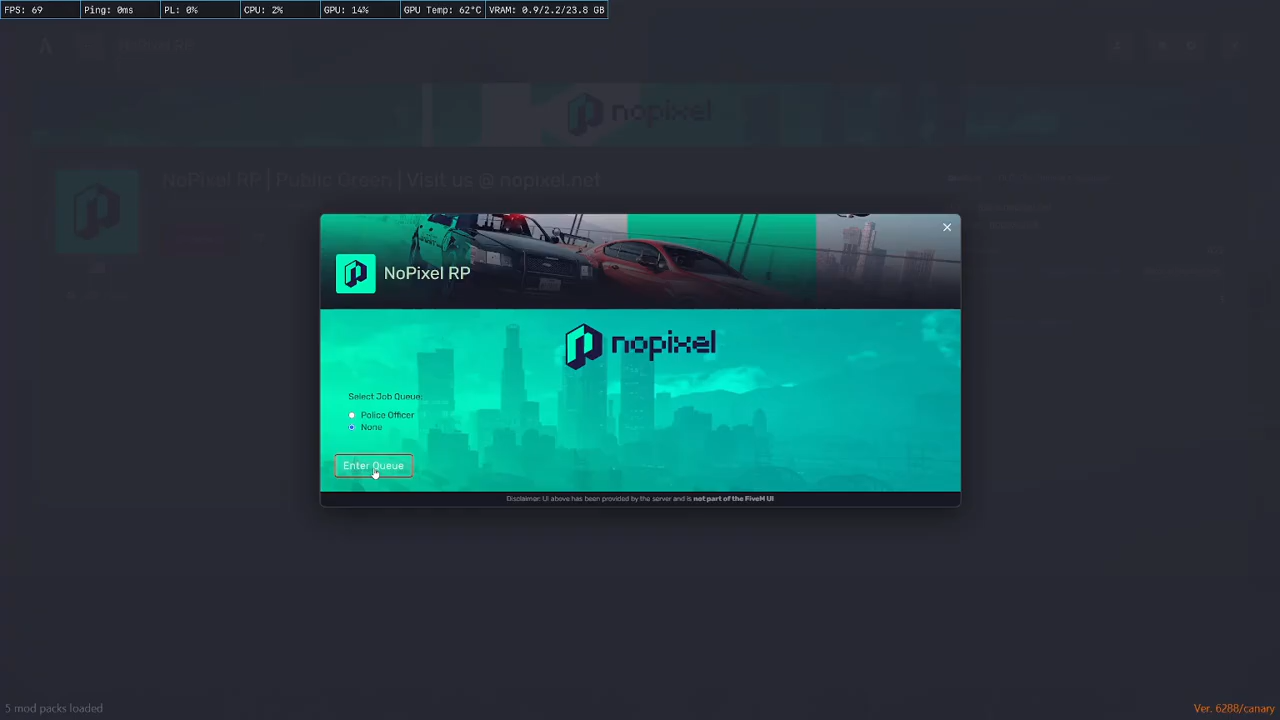 FPS: 69 Ping: 0ms PL: 0% CPU: 2% GPU: 14% GPU Temp: 62°C VRAM: 0.9/2.2/23.8 GB
NoPixel RP
nopixel
NoPixel RP | Public Green | Visit us @ nopixel.net
NoPixel RP
nopixel
Select Job Queue:
Police Officer
None
Enter Queue
Disclaimer: UI above has been provided by the server and is not part of the FiveM UI
5 mod packs loaded
Ver. 6288/canary